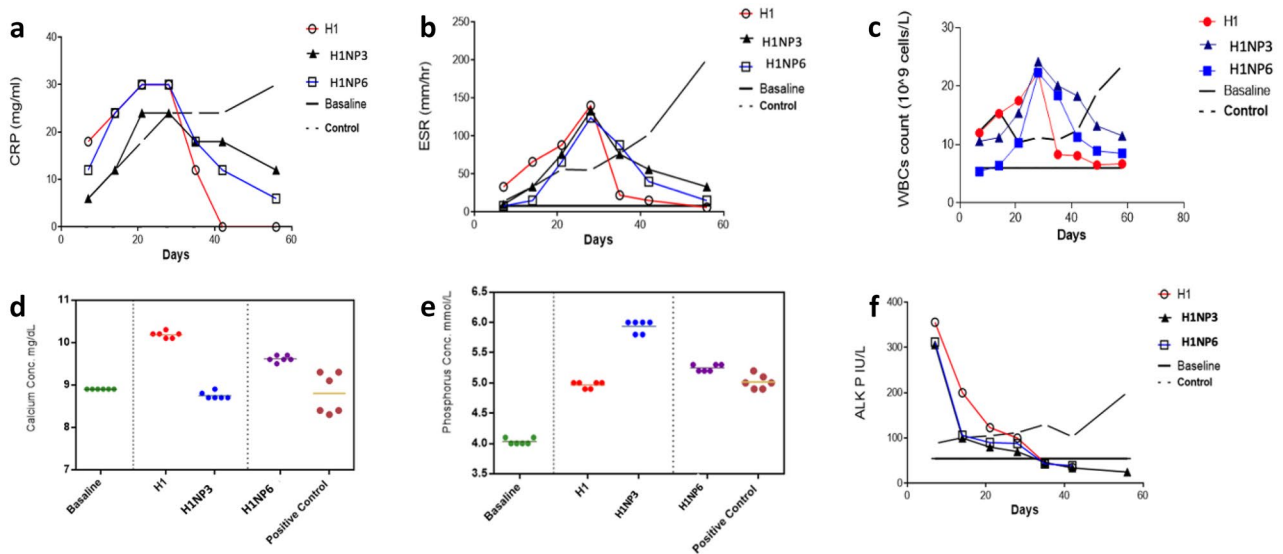 a
CRP (mg/ml)
40
30
20
10
0
0
20
40
60
Days
H1
H1NP3
H1NP6
Basaline
Control
b
ESR (mm/hr)
250
200
150
100
50
0
0
20
40
60
Days
H1
H1NP3
H1NP6
Basaline
Control
c
WBCs count (10^9 cells/L)
30
20
10
0
0
20
40
60
80
Days
H1
H1NP3
H1NP6
Baseline
Control
d
Calcium Conc. mg/dL
11
10
9
8
7
Basaline
H1
H1NP3
H1NP6
Positive Control
e
Phosphorus Conc. mmol/L
6.5
6.0
5.5
5.0
4.5
4.0
3.5
Basaline
H1
H1NP3
H1NP6
Positive Control
f
ALK P IU/L
400
300
200
100
0
0
20
40
60
Days
H1
H1NP3
H1NP6
Baseline
Control